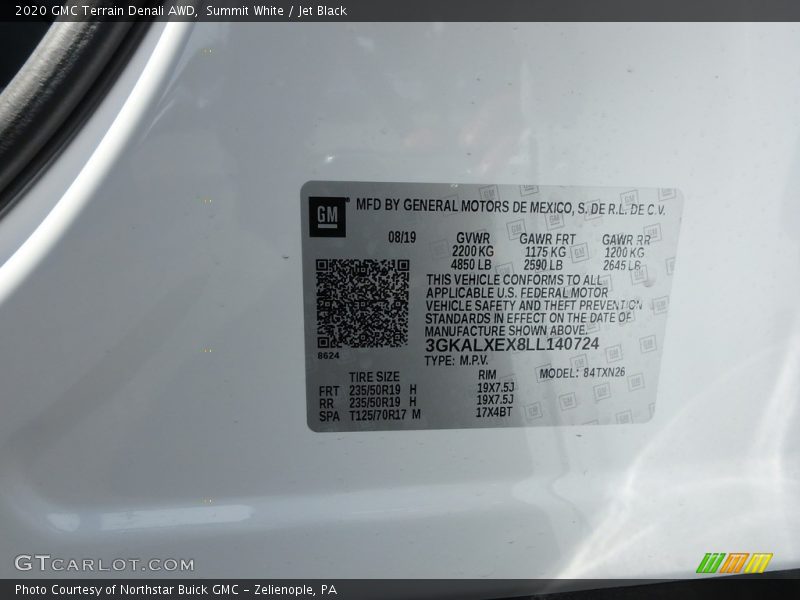 2020 GMC Terrain Denali AWD, Summit White / Jet Black
GM
MFD BY GENERAL MOTORS DE MEXICO, S. DE R.L. DE C.V.
08/19 GVWR GAWR FRT GAWR RR
2200 KG 1175 KG 1200 KG
4850 LB 2590 LB 2645 LB
THIS VEHICLE CONFORMS TO ALL
APPLICABLE U.S. FEDERAL MOTOR
VEHICLE SAFETY AND THEFT PREVENTION
STANDARDS IN EFFECT ON THE DATE OF
MANUFACTURE SHOWN ABOVE.
3GKALXEX8LL140724
8624
TYPE: M.P.V. MODEL: 84TXN26
TIRE SIZE RIM
FRT 235/50R19 H 19X7.5J
RR 235/50R19 H 19X7.5J
SPA T125/70R17 M 17X4BT
GTCARLOT.COM
Photo Courtesy of Northstar Buick GMC - Zelienople, PA